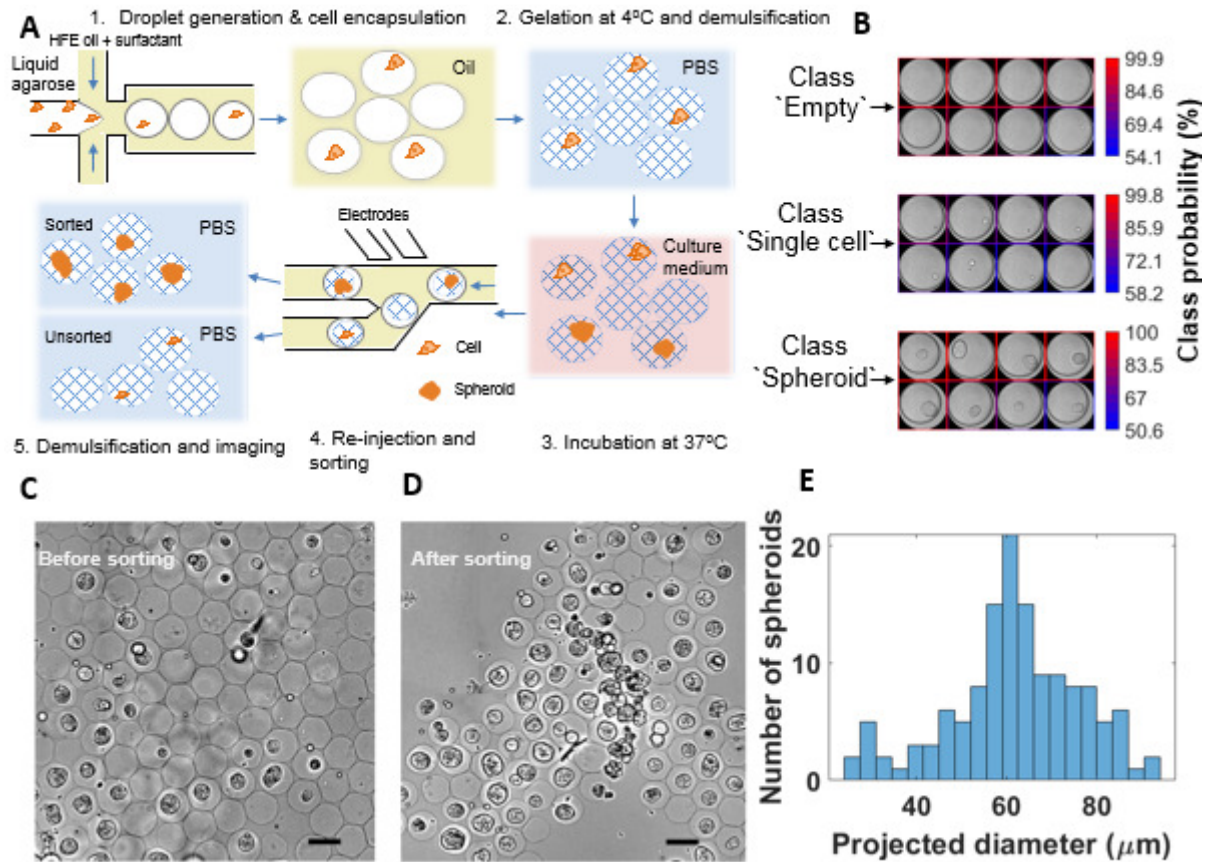 A
1. Droplet generation & cell encapsulation
HFE oil + surfactant
Liquid
agarose
Oil
2. Gelation at 4ºC and demulsification
PBS
Culture
medium
3. Incubation at 37ºC
Electrodes
Cell
Spheroid
4. Re-injection and
sorting
Sorted
PBS
Unsorted
PBS
5. Demulsification and imaging
B
Class
`Empty'
99.9
84.6
69.4
54.1
Class
`Single cell'
99.8
85.9
72.1
58.2
Class
`Spheroid'
100
83.5
67
50.6
Class probability (%)
C
Before sorting
D
After sorting
E
Number of spheroids
20
10
0
40
60
80
Projected diameter (μm)